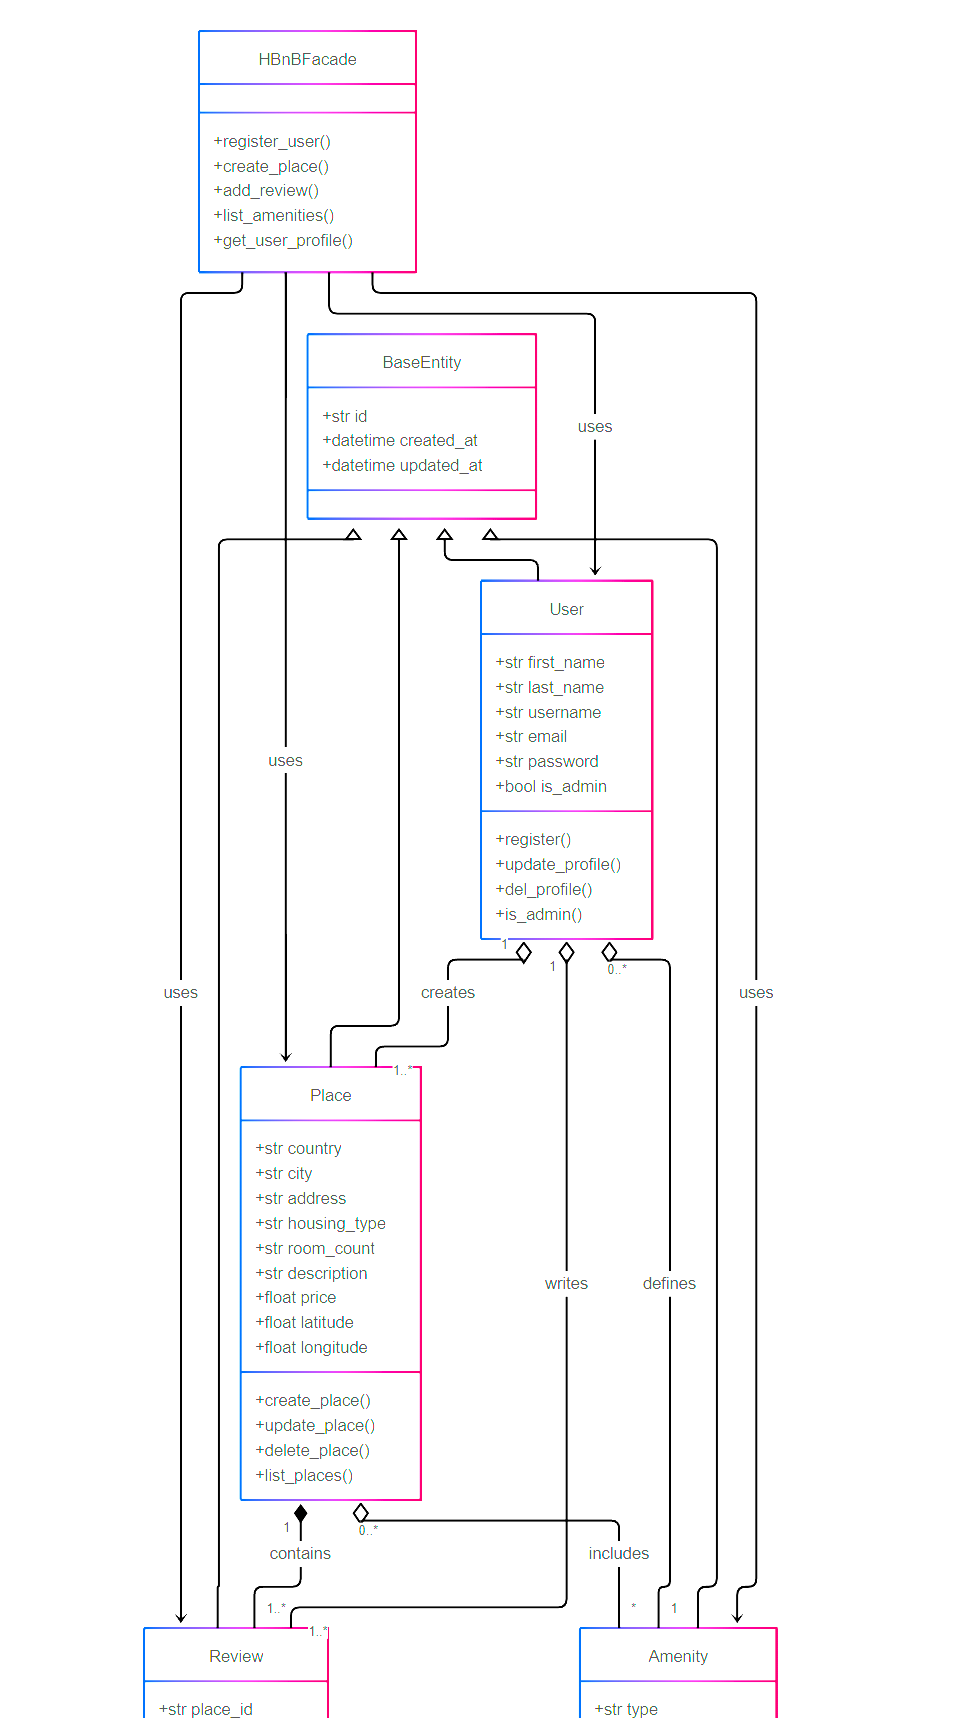 HBnBFacade
+register_user()
+create_place()
+add_review()
+list_amenities()
+get_user_profile()
BaseEntity
+str id
+datetime created_at
+datetime updated_at
uses
User
+str first_name
+str last_name
+str username
+str email
+str password
+bool is_admin
uses
+register()
+update_profile()
+del_profile()
+is_admin()
1
1
0..*
uses
creates
uses
1..*
Place
+str country
+str city
+str address
+str housing_type
+str room_count
+str description
+float price
+float latitude
+float longitude
writes
defines
+create_place()
+update_place()
+delete_place()
+list_places()
1
0..*
contains
includes
1..*
*
1
1..*
Review
Amenity
+str place_id
+str type